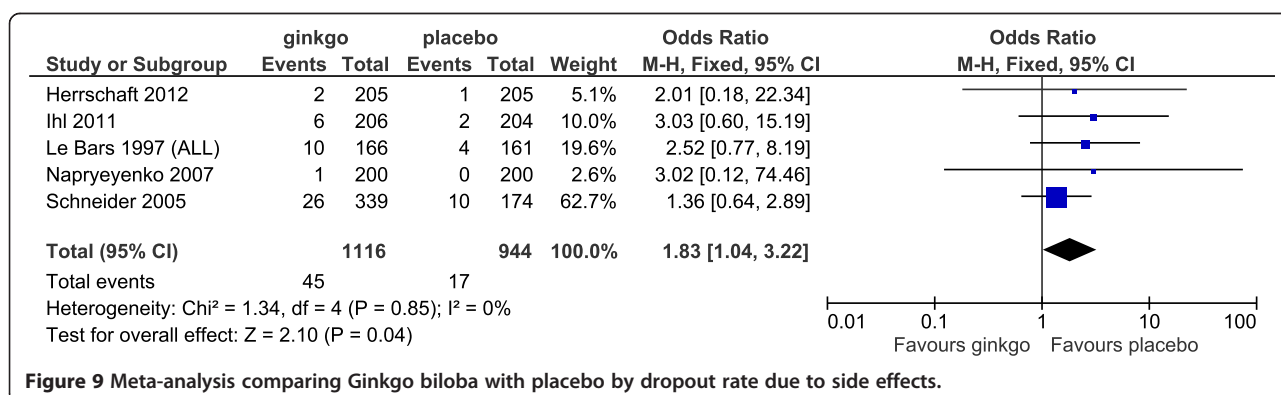 ginkgo placebo Odds Ratio Odds Ratio
Study or Subgroup Events Total Events Total Weight M-H, Fixed, 95% CI M-H, Fixed, 95% CI
Herrschaft 2012 2 205 1 205 5.1% 2.01 [0.18, 22.34]
Ihl 2011 6 206 2 204 10.0% 3.03 [0.60, 15.19]
Le Bars 1997 (ALL) 10 166 4 161 19.6% 2.52 [0.77, 8.19]
Napryeyenko 2007 1 200 0 200 2.6% 3.02 [0.12, 74.46]
Schneider 2005 26 339 10 174 62.7% 1.36 [0.64, 2.89]
Total (95% CI) 1116 944 100.0% 1.83 [1.04, 3.22]
Total events 45 17
Heterogeneity: Chi² = 1.34, df = 4 (P = 0.85); I² = 0%
Test for overall effect: Z = 2.10 (P = 0.04)
0.01 0.1 1 10 100
Favours ginkgo Favours placebo
Figure 9 Meta-analysis comparing Ginkgo biloba with placebo by dropout rate due to side effects.